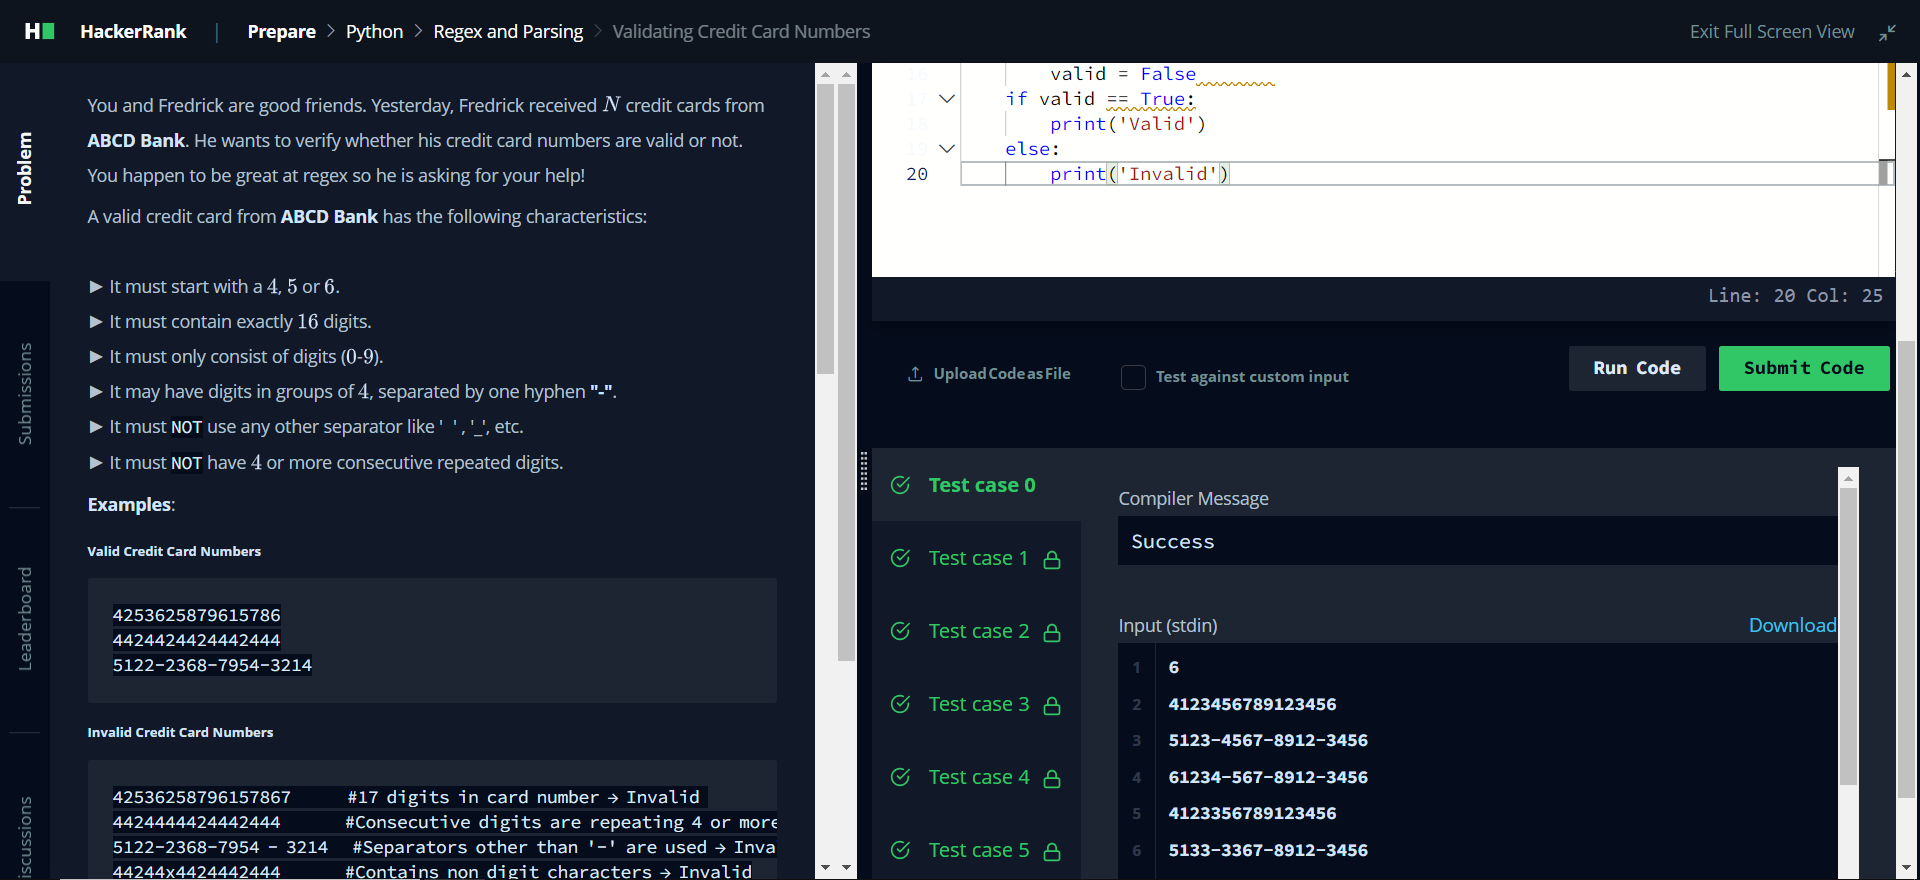 HackerRank | Prepare > Python > Regex and Parsing > Validating Credit Card Numbers
Exit Full Screen View
Problem
Submissions
Leaderboard
You and Fredrick are good friends. Yesterday, Fredrick received N credit cards from
ABCD Bank. He wants to verify whether his credit card numbers are valid or not.
You happen to be great at regex so he is asking for your help!
A valid credit card from ABCD Bank has the following characteristics:
► It must start with a 4, 5 or 6.
► It must contain exactly 16 digits.
► It must only consist of digits (0-9).
► It may have digits in groups of 4, separated by one hyphen "-".
► It must NOT use any other separator like ' ' , '_', etc.
► It must NOT have 4 or more consecutive repeated digits.
Examples:
Valid Credit Card Numbers
4253625879615786
4424424424442444
5122-2368-7954-3214
Invalid Credit Card Numbers
42536258796157867 #17 digits in card number → Invalid
4424444424442444 #Consecutive digits are repeating 4 or more
5122-2368-7954 - 3214 #Separators other than '-' are used → Inva
44244x4424442444 #Contains non digit characters → Invalid
16 valid = False
17 if valid == True:
18 print('Valid')
19 else:
20 print('Invalid')
Line: 20 Col: 25
Upload Code as File
Test against custom input
Run Code
Submit Code
Test case 0
Test case 1
Test case 2
Test case 3
Test case 4
Test case 5
Compiler Message
Success
Input (stdin)
Download
1 6
2 4123456789123456
3 5123-4567-8912-3456
4 61234-567-8912-3456
5 4123356789123456
6 5133-3367-8912-3456